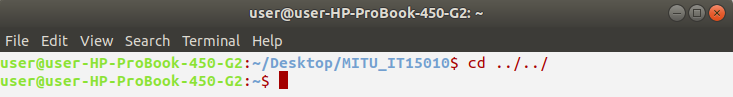 user@user-HP-ProBook-450-G2: ~
File Edit View Search Terminal Help
user@user-HP-ProBook-450-G2:~/Desktop/MITU_IT15010$ cd ../../
user@user-HP-ProBook-450-G2:~$